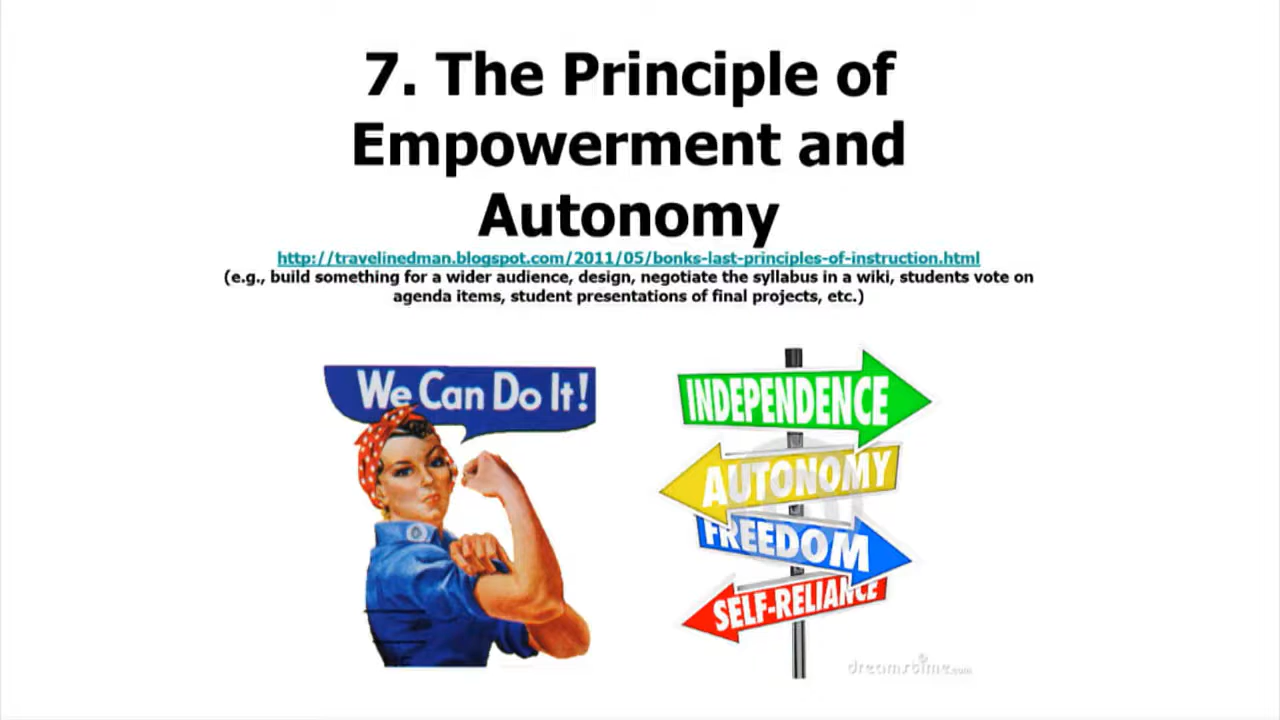 7. The Principle of
Empowerment and
Autonomy
http://travelinedman.blogspot.com/2011/05/bonks-last-principles-of-instruction.html
(e.g., build something for a wider audience, design, negotiate the syllabus in a wiki, students vote on
agenda items, student presentations of final projects, etc.)
We Can Do It!
INDEPENDENCE
AUTONOMY
FREEDOM
SELF-RELIANCE
dreamstime.com